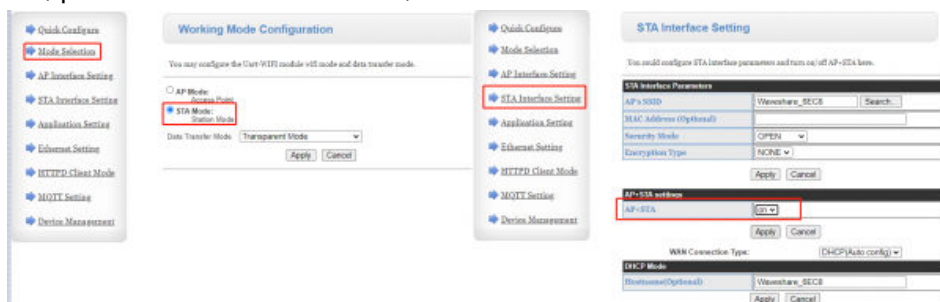 Quick Configure
Mode Selection
AP Interface Setting
STA Interface Setting
Application Setting
Ethernet Setting
HTTPD Client Mode
MQTT Setting
Device Management
Working Mode Configuration
You may configure the Uart-WIFI module wifi mode and data transfer mode.
AP Mode:
Access Point
STA Mode:
Station Mode
Data Transfer Mode Transparent Mode
Apply Cancel
Quick Configure
Mode Selection
AP Interface Setting
STA Interface Setting
Application Setting
Ethernet Setting
HTTPD Client Mode
MQTT Setting
Device Management
STA Interface Setting
You could configure STA interface parameters and turn on/off AP+STA here.
STA Interface Parameters
AP's SSID Waveshare_6EC8 Search...
MAC Address (Optional)
Security Mode OPEN
Encryption Type NONE
Apply Cancel
AP+STA settings
AP+STA on
Apply Cancel
WAN Connection Type: DHCP(Auto config)
DHCP Mode
Hostname(Optional) Waveshare_6EC8
Apply Cancel